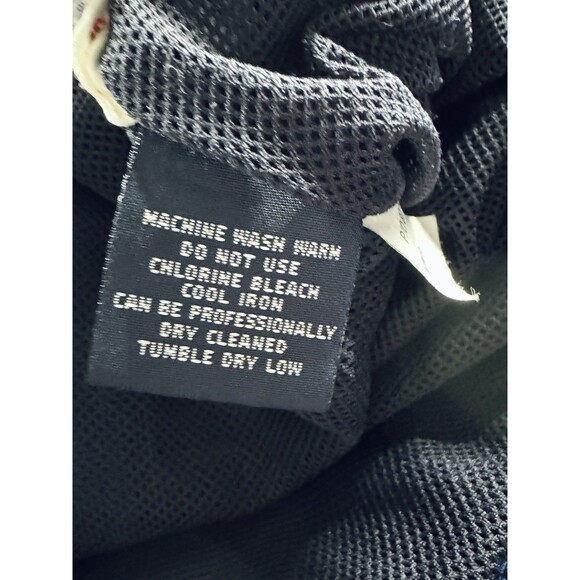 MACHINE WASH WARM
DO NOT USE
CHLORINE BLEACH
COOL IRON
CAN BE PROFESSIONALLY
DRY CLEANED
TUMBLE DRY LOW